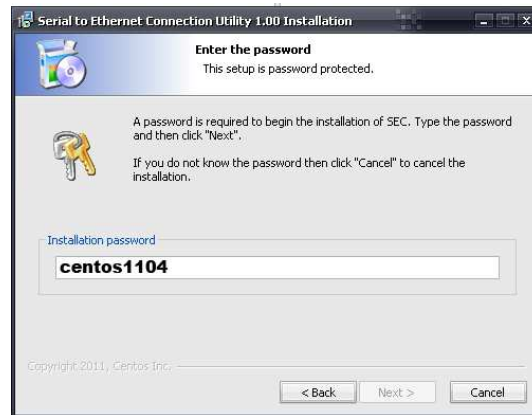 Serial to Ethernet Connection Utility 1.00 Installation
Enter the password
This setup is password protected.
A password is required to begin the installation of SEC. Type the password
and then click "Next".
If you do not know the password then click "Cancel" to cancel the
installation.
Installation password
centos1104
Copyright 2011, Centos Inc.
< Back
Next >
Cancel